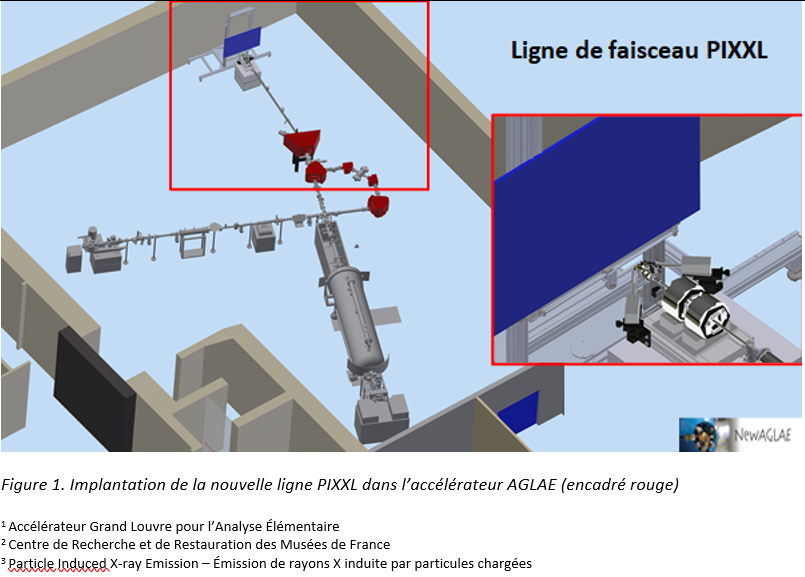 Ligne de faisceau PIXXL
NEWAGLAE
Figure 1. Implantation de la nouvelle ligne PIXXL dans l’accélérateur AGLAE (encadré rouge)
¹ Accélérateur Grand Louvre pour l’Analyse Élémentaire
² Centre de Recherche et de Restauration des Musées de France
³ Particle Induced X-ray Emission – Émission de rayons X induite par particules chargées